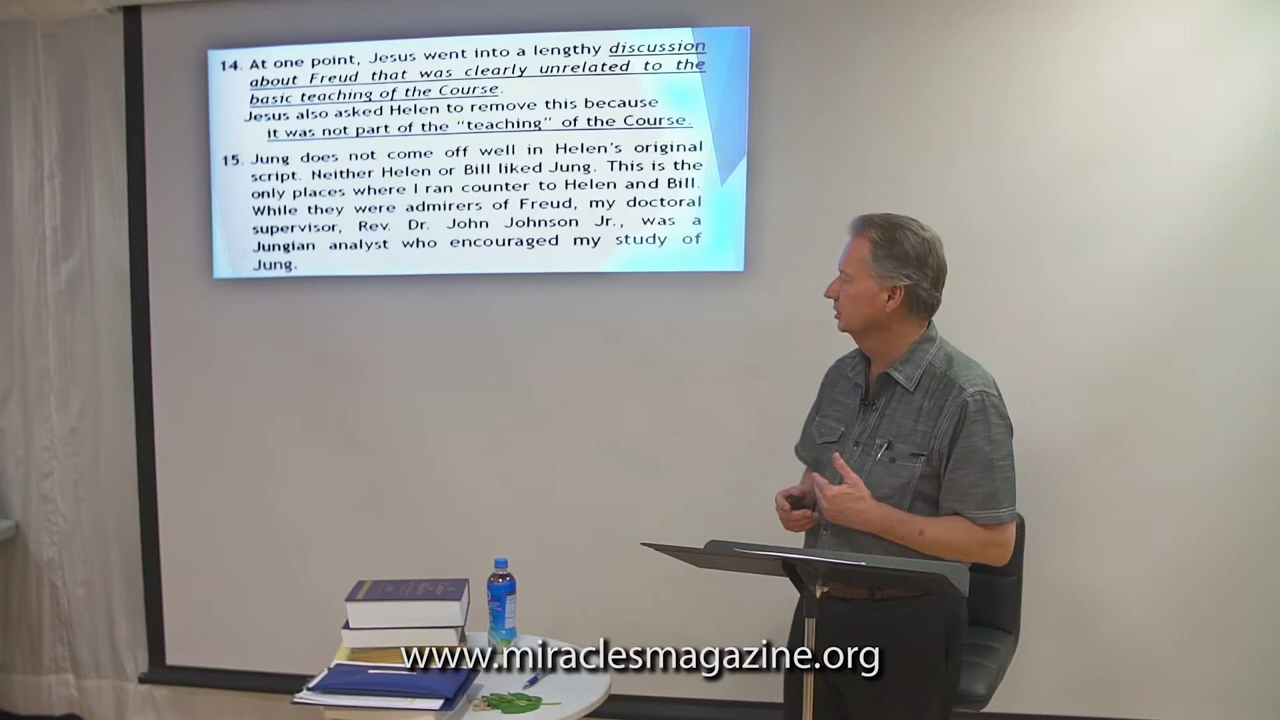 14. At one point, Jesus went into a lengthy discussion
about Freud that was clearly unrelated to the
basic teaching of the Course.
Jesus also asked Helen to remove this because
it was not part of the "teaching" of the Course.
15. Jung does not come off well in Helen's original
script. Neither Helen or Bill liked Jung. This is the
only places where I ran counter to Helen and Bill.
While they were admirers of Freud, my doctoral
supervisor, Rev. Dr. John Johnson Jr., was a
Jungian analyst who encouraged my study of
Jung.
www.miraclesmagazine.org